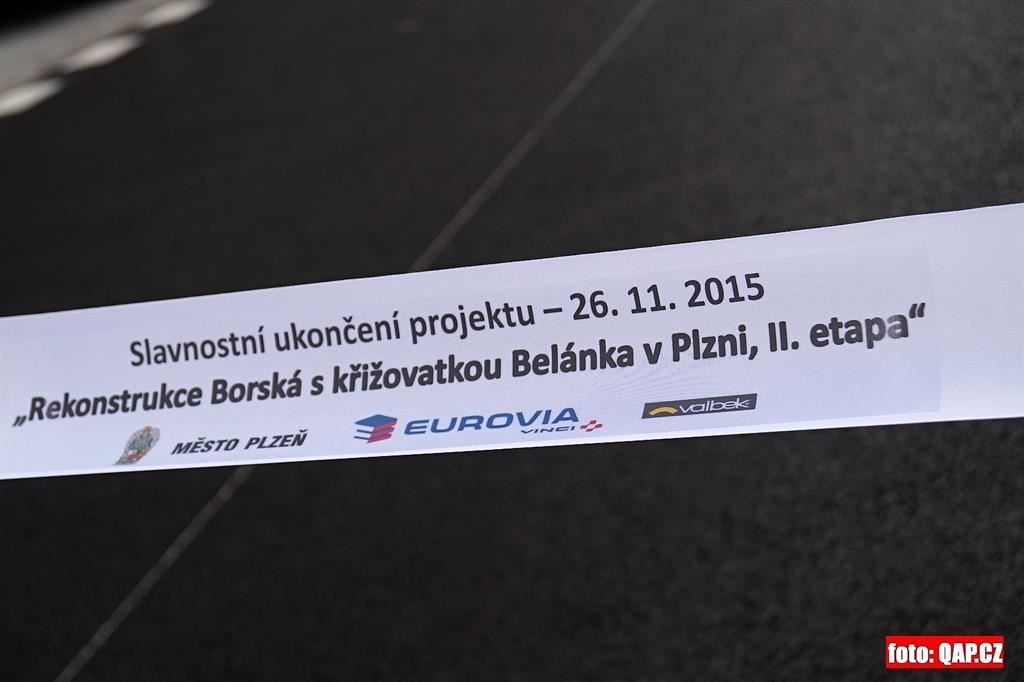 Slavnostní ukončení projektu – 26. 11. 2015
„Rekonstrukce Borská s křižovatkou Belánka v Plzni, II. etapa“
MĚSTO PLZEŇ EUROVIA VINCI valbek
foto: QAP.CZ